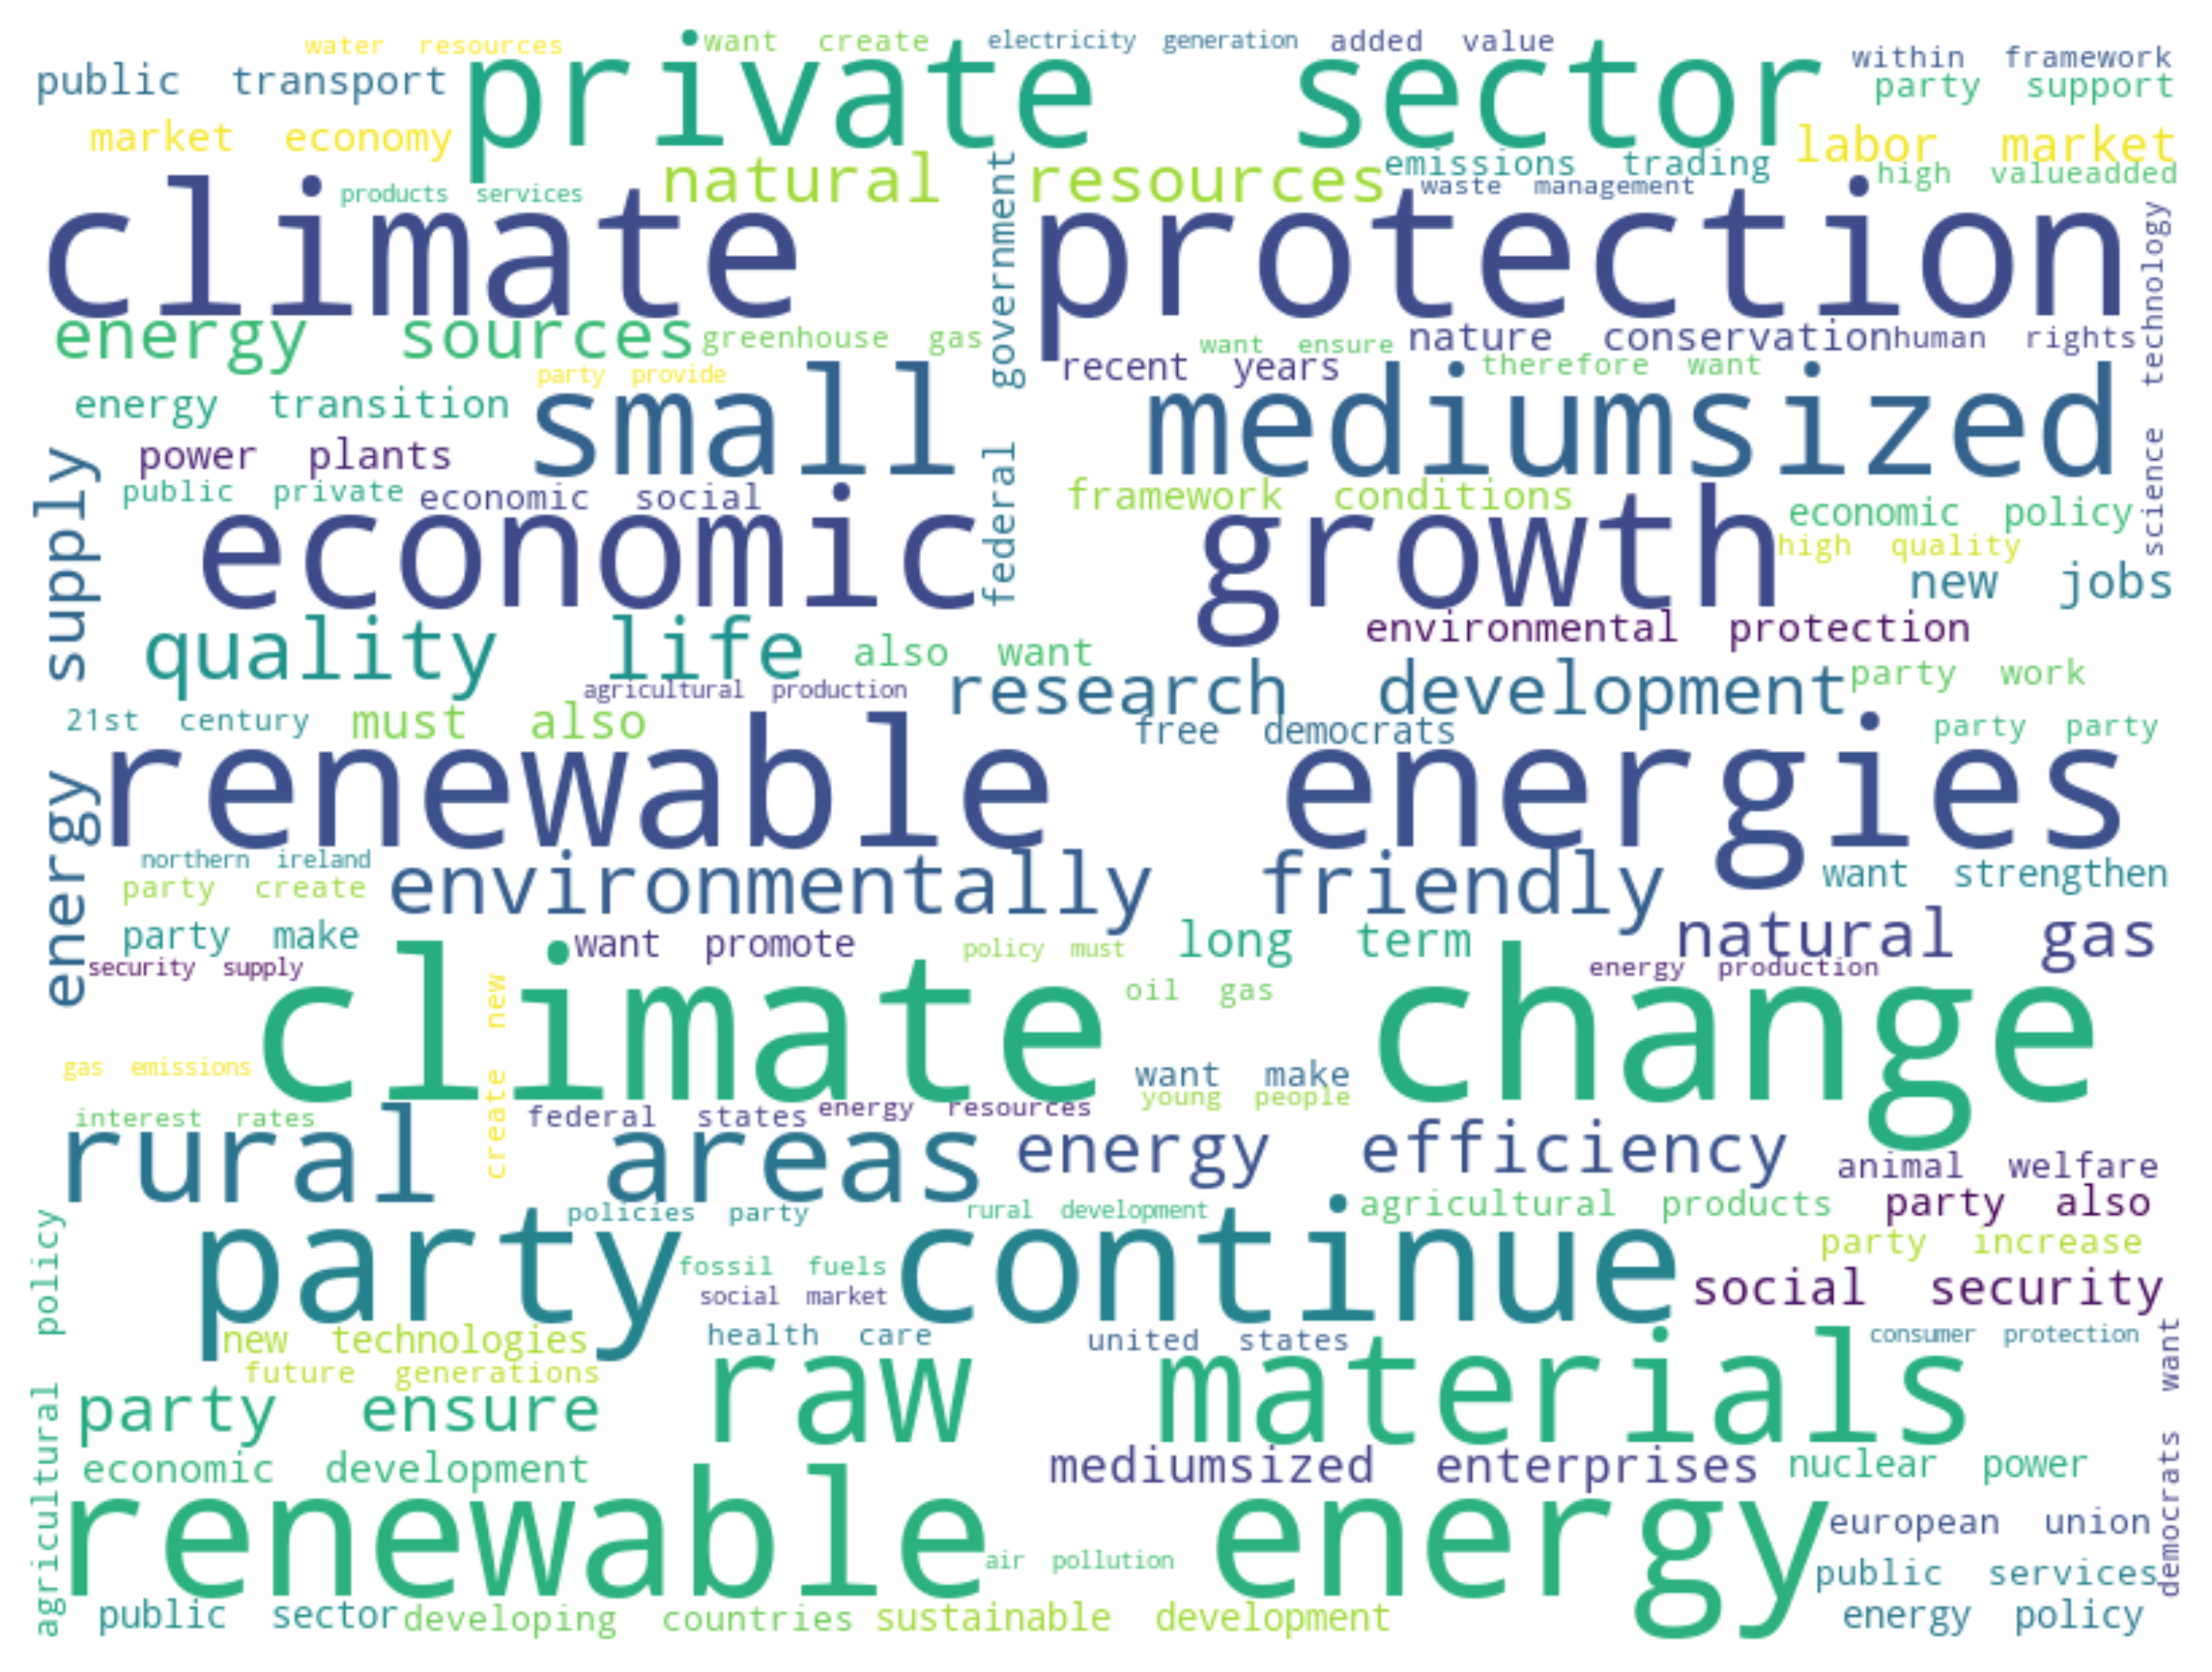 water resources
want create
electricity generation
added value
within framework
public transport
private sector
party support
market economy
labor market
natural resources
emissions trading
high valueadded
products services
waste management
climate protection
federal government
science technology
energy sources
greenhouse gas
want ensure
nature conservation
human rights
recent years
therefore want
party provide
energy transition
small mediumsized
power plants
energy supply
public private
economic social
framework conditions
economic growth
economic policy
high quality
new jobs
environmental protection
quality life
also want
agricultural production
research development
party work
21st century
must also
free democrats
party party
renewable energies
northern ireland
party create
environmentally friendly
want strengthen
party make
want promote
policy must
long term
natural gas
security supply
energy production
climate change
create new
oil gas
gas emissions
want make
young people
interest rates
federal states
energy resources
rural areas
energy efficiency
animal welfare
agricultural products
party also
policies party
rural development
party continue
party increase
fossil fuels
social market
social security
agricultural policy
new technologies
health care
united states
consumer protection
democrats want
future generations
raw materials
party ensure
economic development
mediumsized enterprises
nuclear power
renewable energy
european union
air pollution
public services
public sector
developing countries
sustainable development
energy policy